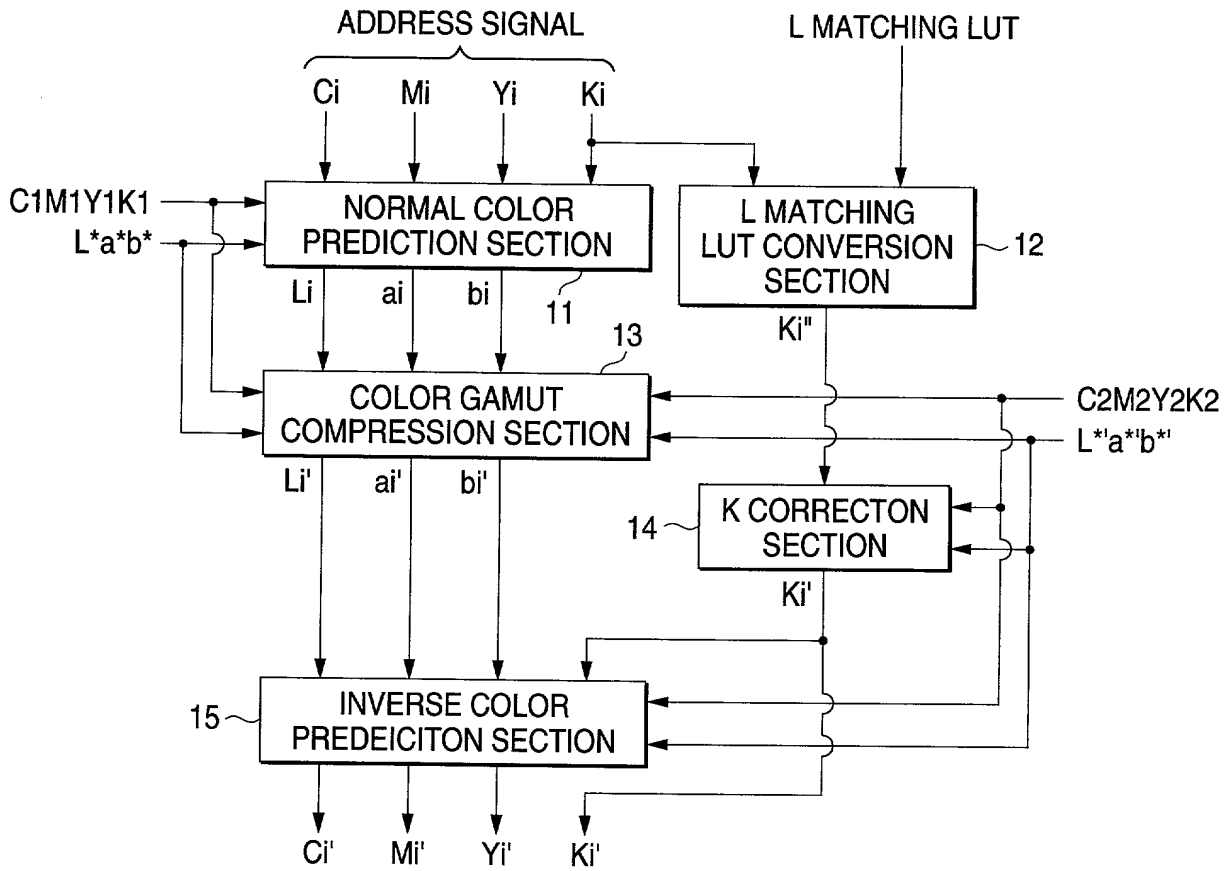 ADDRESS SIGNAL
L MATCHING LUT
Ci Mi Yi Ki
C1M1Y1K1
L*a*b*
NORMAL COLOR
PREDICTION SECTION
11
L MATCHING
LUT CONVERSION
SECTION
12
Li ai bi
Ki"
13
COLOR GAMUT
COMPRESSION SECTION
C2M2Y2K2
L*'a*'b*'
Li' ai' bi'
14
K CORRECTON
SECTION
Ki'
15
INVERSE COLOR
PREDEICITON SECTION
Ci' Mi' Yi' Ki'